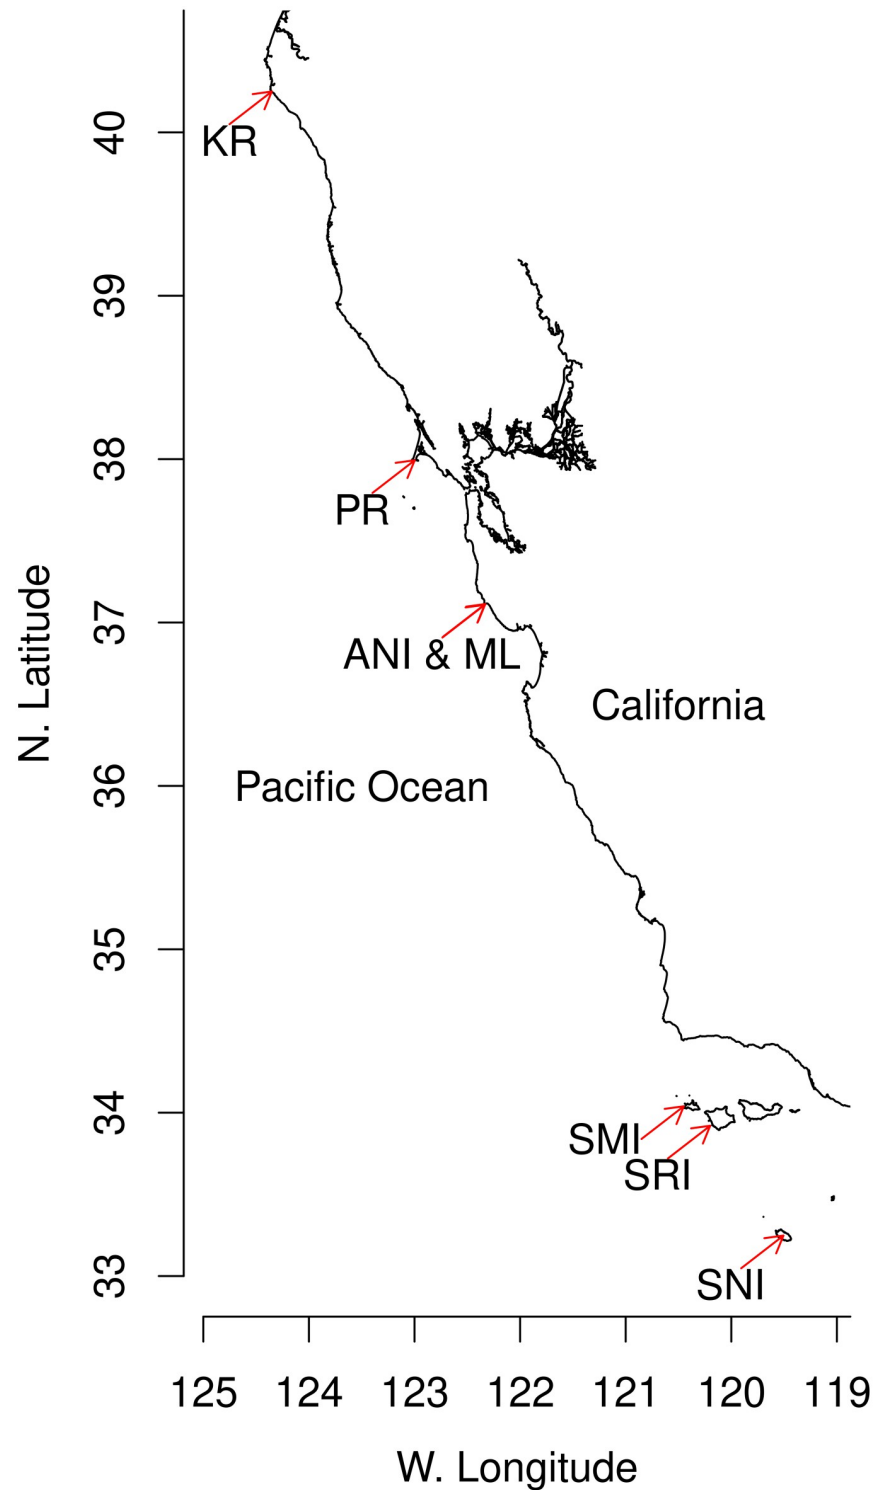 40
KR
39
38
PR
37
ANI & ML
California
Pacific Ocean
36
35
34
SMI
SRI
33
SNI
N. Latitude
125 124 123 122 121 120 119
W. Longitude